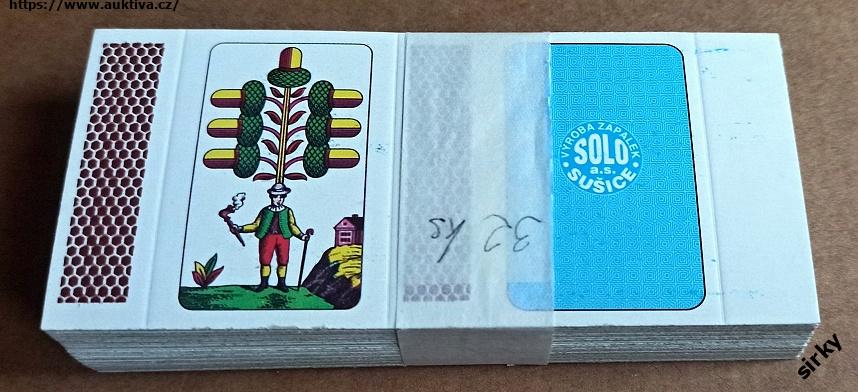 https://www.auktiva.cz/
VÝROBA ZÁPALEK
SOLO
a.s.
SUŠICE
32 ks
sirky